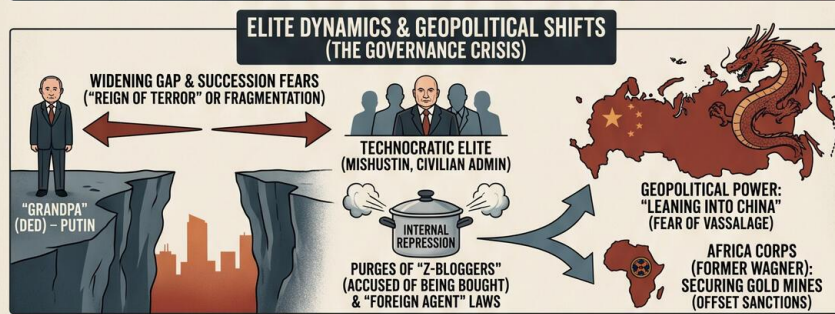 ELITE DYNAMICS & GEOPOLITICAL SHIFTS
(THE GOVERNANCE CRISIS)
WIDENING GAP & SUCCESSION FEARS
("REIGN OF TERROR" OR FRAGMENTATION)
"GRANDPA"
(DED) – PUTIN
TECHNOCRATIC ELITE
(MISHUSTIN, CIVILIAN ADMIN)
INTERNAL
REPRESSION
PURGES OF "Z-BLOGGERS"
(ACCUSED OF BEING BOUGHT)
& "FOREIGN AGENT" LAWS
GEOPOLITICAL POWER:
"LEANING INTO CHINA"
(FEAR OF VASSALAGE)
AFRICA CORPS
(FORMER WAGNER):
SECURING GOLD MINES
(OFFSET SANCTIONS)